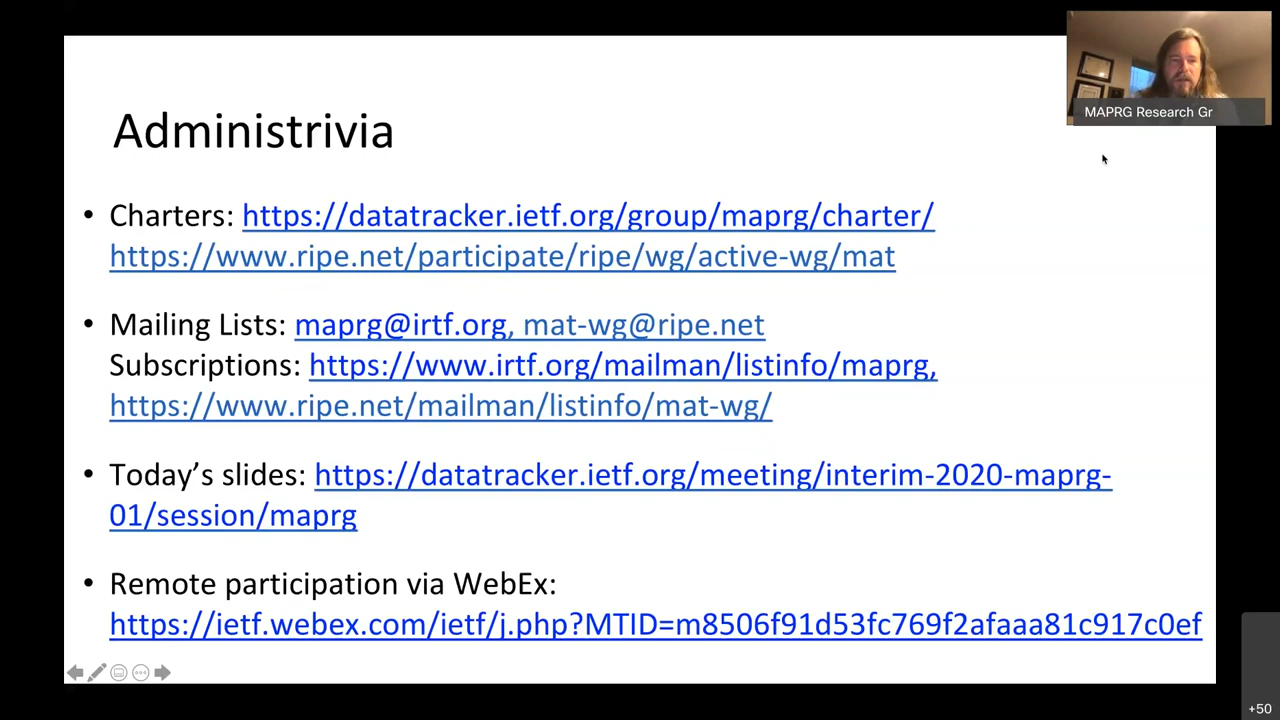 MAPRG Research Gr
Administrivia
• Charters: https://datatracker.ietf.org/group/maprg/charter/
https://www.ripe.net/participate/ripe/wg/active-wg/mat
• Mailing Lists: maprg@irtf.org, mat-wg@ripe.net
Subscriptions: https://www.irtf.org/mailman/listinfo/maprg,
https://www.ripe.net/mailman/listinfo/mat-wg/
• Today’s slides: https://datatracker.ietf.org/meeting/interim-2020-maprg-
01/session/maprg
• Remote participation via WebEx:
https://ietf.webex.com/ietf/j.php?MTID=m8506f91d53fc769f2afaaa81c917c0ef
+50